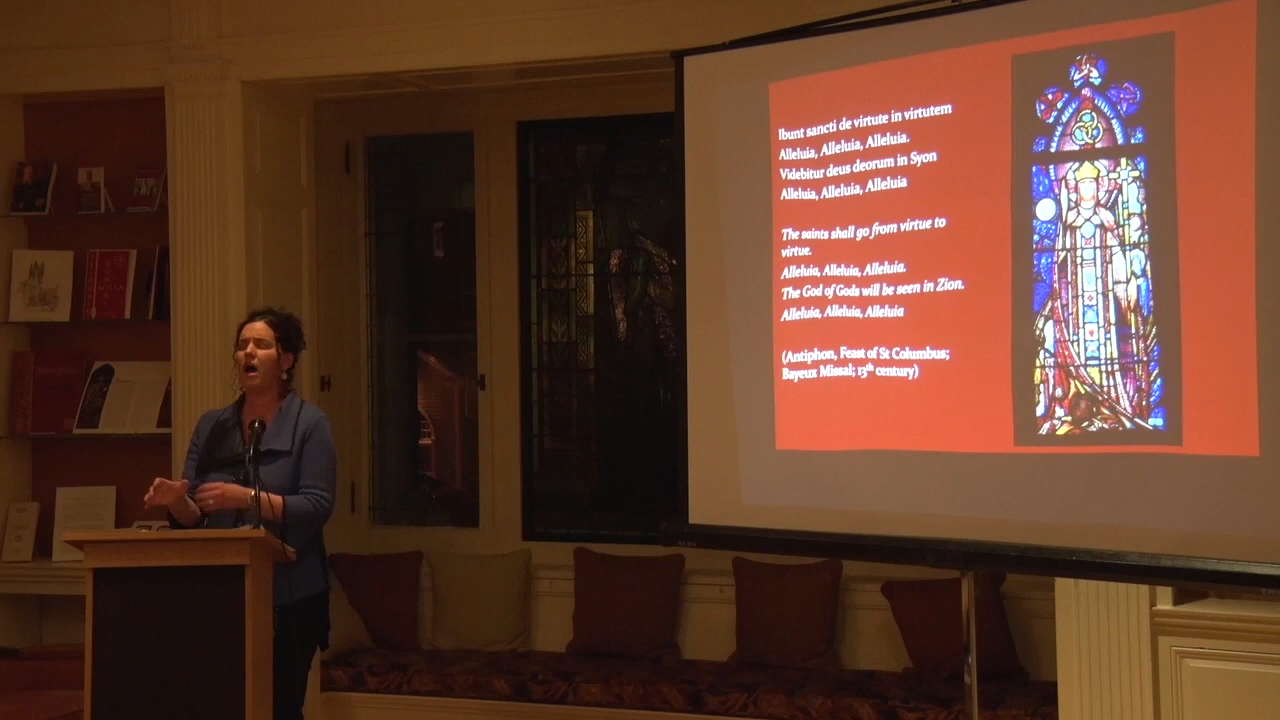 Ibunt sancti de virtute in virtutem
Alleluia, Alleluia, Alleluia.
Videbitur deus deorum in Syon
Alleluia, Alleluia, Alleluia
The saints shall go from virtue to
virtue.
Alleluia, Alleluia, Alleluia.
The God of Gods will be seen in Zion.
Alleluia, Alleluia, Alleluia
(Antiphon, Feast of St Columbus;
Bayeux Missal; 13th century)